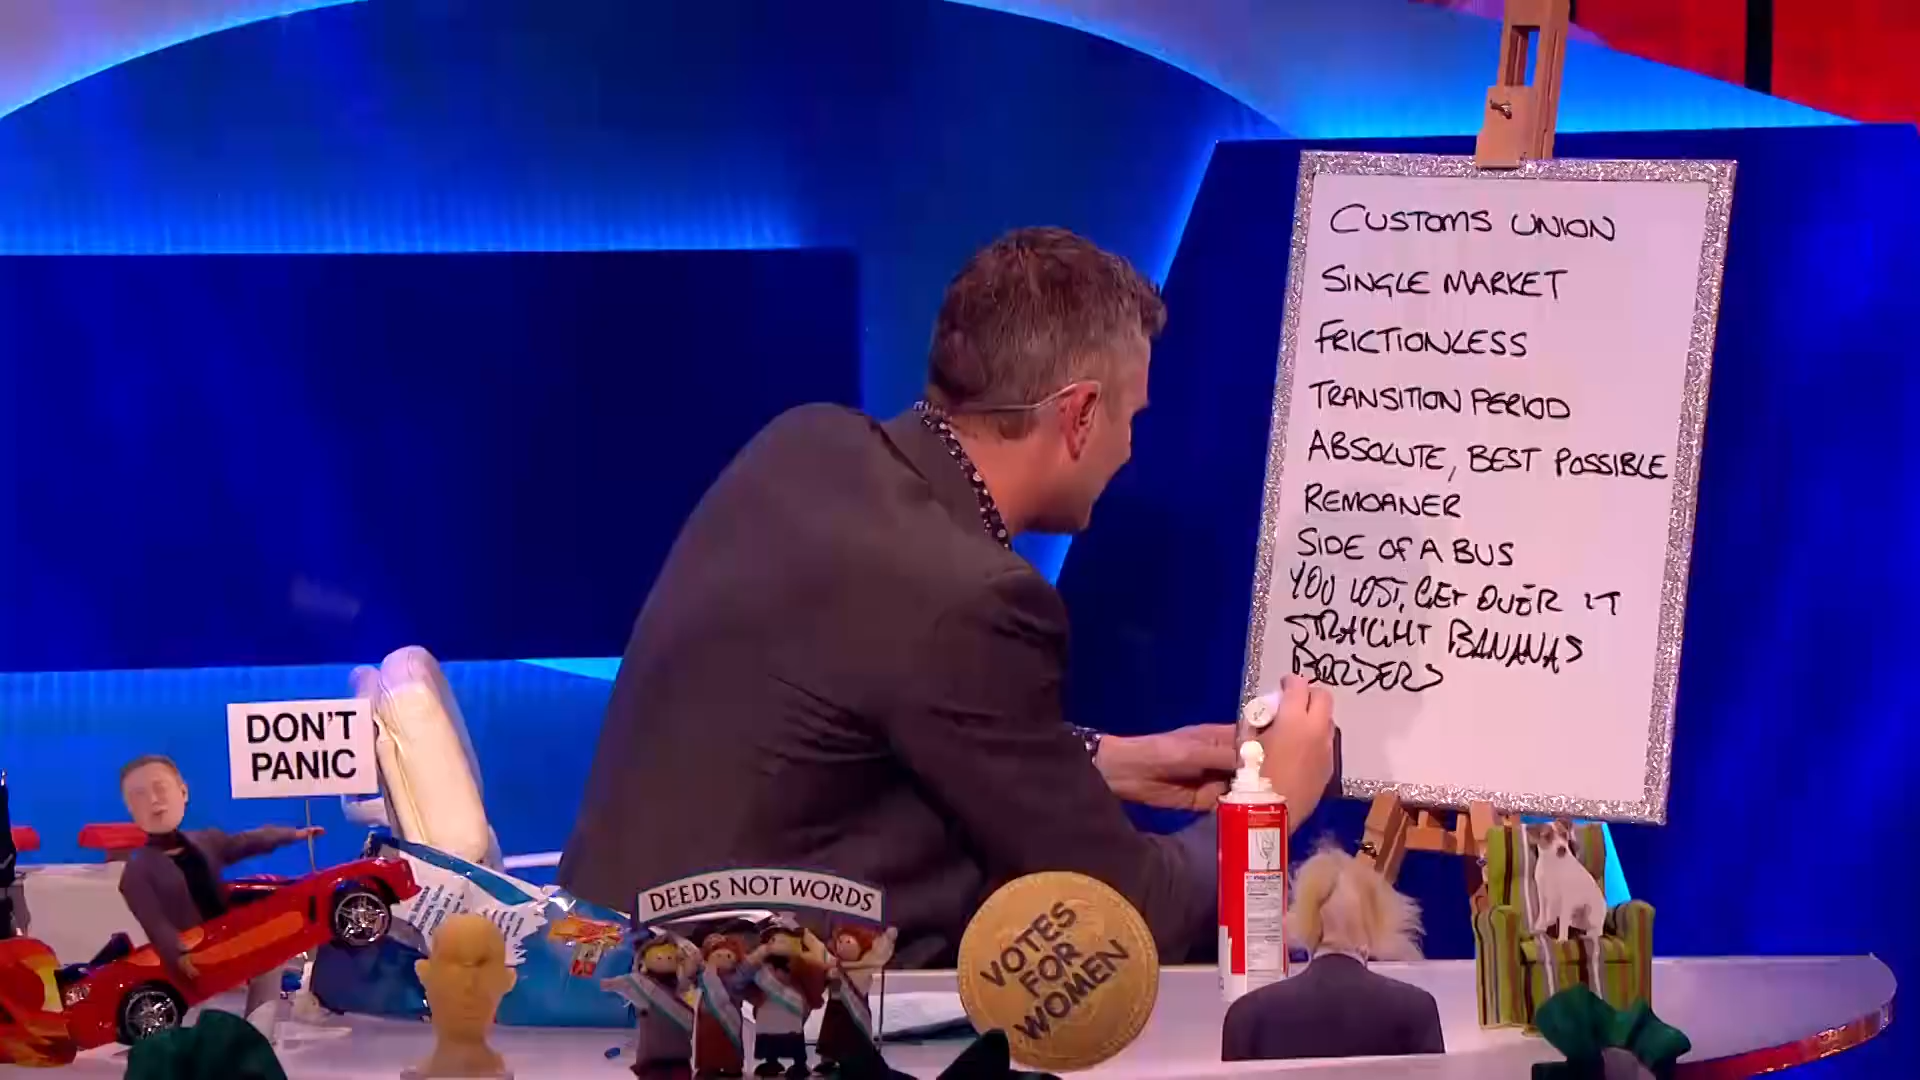 CUSTOMS UNION
SINGLE MARKET
FRICTIONLESS
TRANSITION PERIOD
ABSOLUTE, BEST POSSIBLE
REMOANER
SIDE OF A BUS
YOU LOST, GET OVER IT
STRAIGHT BANANAS
BORDERS
DON'T
PANIC
DEEDS NOT WORDS
VOTES
FOR
WOMEN